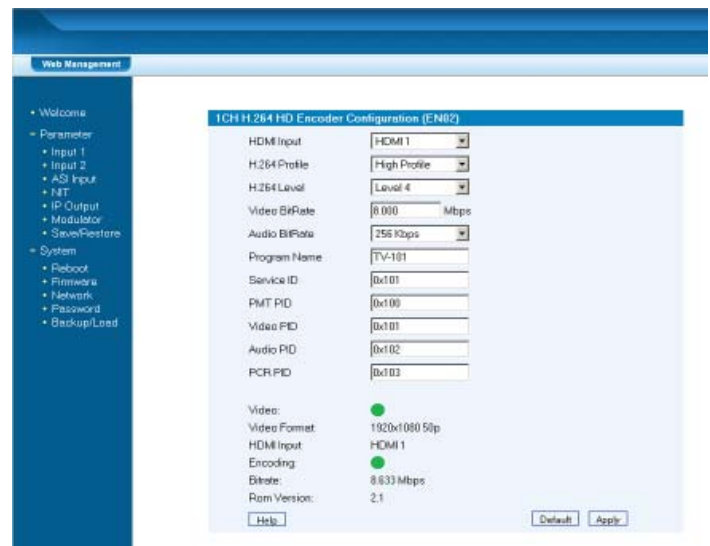 Web Management
• Welcome
- Parameter
• Input 1
• Input 2
• ASI Input
• NIT
• IP Output
• Modulator
• Save/Restore
- System
• Reboot
• Firmware
• Network
• Password
• Backup/Load
1CH H.264 HD Encoder Configuration (EN02)
HDMI Input HDMI 1
H.264 Profile High Profile
H.264 Level Level 4
Video BitRate 8.000 Mbps
Audio BitRate 256 Kbps
Program Name TV-101
Service ID 0x101
PMT PID 0x100
Video PID 0x101
Audio PID 0x102
PCR PID 0x103
Video:
Video Format: 1920x1080 50p
HDMI Input: HDMI 1
Encoding:
Bitrate: 8.633 Mbps
Rom Version: 2.1
Help Default Apply